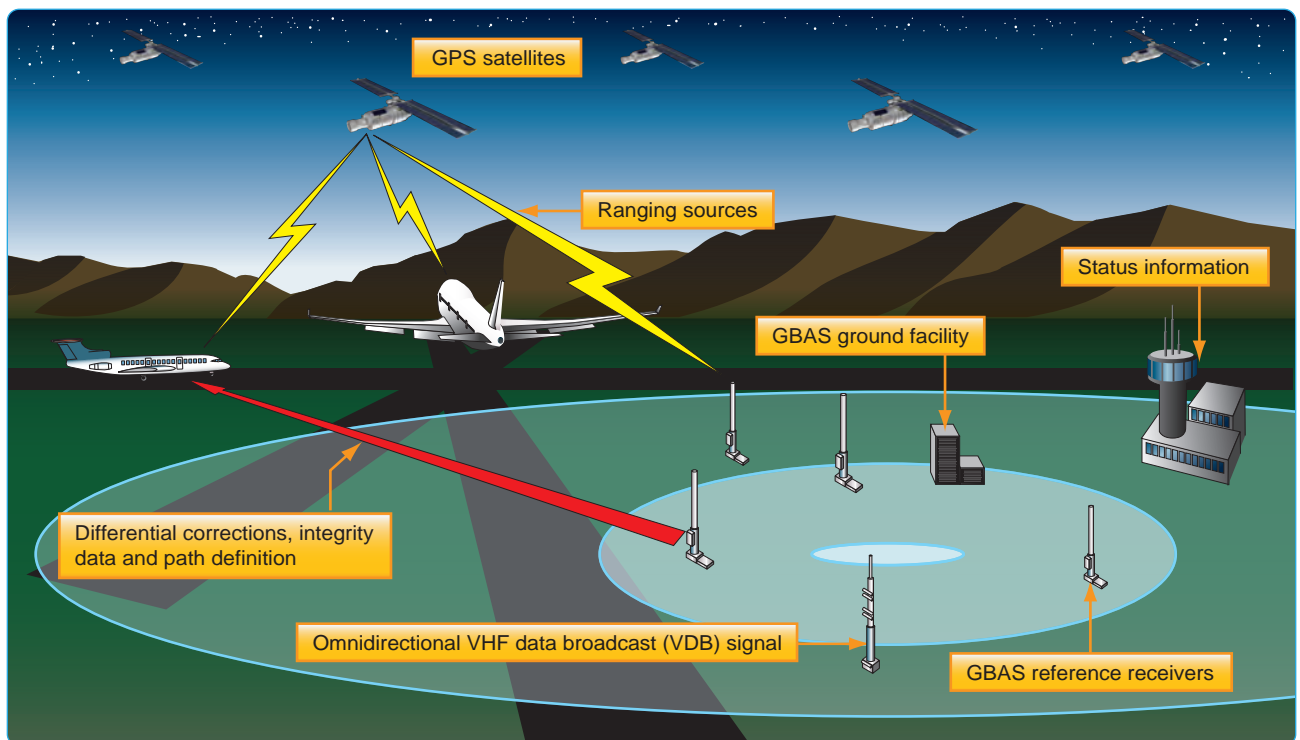 GPS satellites
Ranging sources
Status information
GBAS ground facility
Differential corrections, integrity
data and path definition
Omnidirectional VHF data broadcast (VDB) signal
GBAS reference receivers